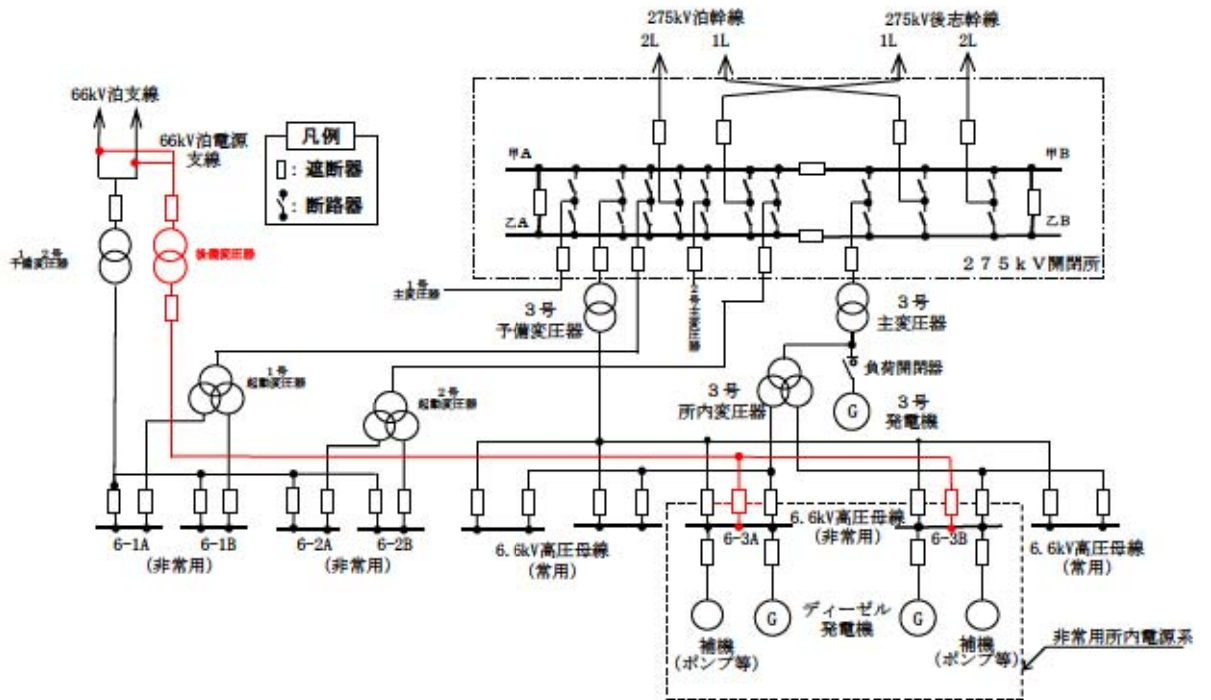 275kV泊幹線
2L
1L
275kV後志幹線
1L
2L
66kV泊支線
66kV泊電源
支線
凡例
：遮断器
：断路器
甲A
甲B
乙A
乙B
275kV開閉所
1、2号
予備変圧器
後備変圧器
1号
主変圧器
3号
予備変圧器
2号主変圧器
3号
主変圧器
負荷開閉器
G
3号
発電機
1号
起動変圧器
2号
起動変圧器
3号
所内変圧器
6-1A
6-1B
(非常用)
6-2A
6-2B
(非常用)
6.6kV高圧母線
(常用)
6-3A
6.6kV高圧母線
(非常用)
6-3B
6.6kV高圧母線
(常用)
補機
(ポンプ等)
G
ディーゼル
発電機
G
補機
(ポンプ等)
非常用所内電源系